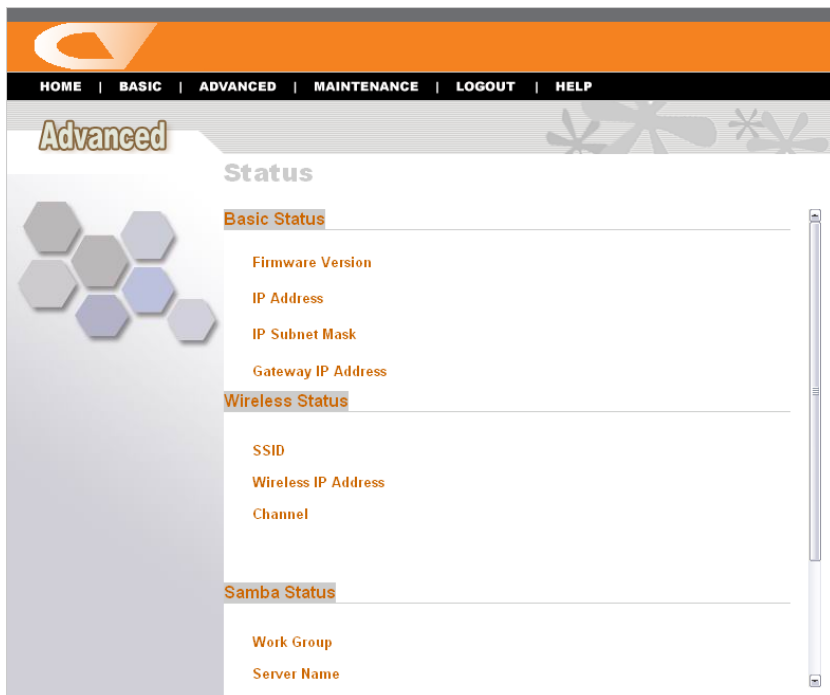 HOME | BASIC | ADVANCED | MAINTENANCE | LOGOUT | HELP
Advanced
Status
Basic Status
Firmware Version
IP Address
IP Subnet Mask
Gateway IP Address
Wireless Status
SSID
Wireless IP Address
Channel
Samba Status
Work Group
Server Name